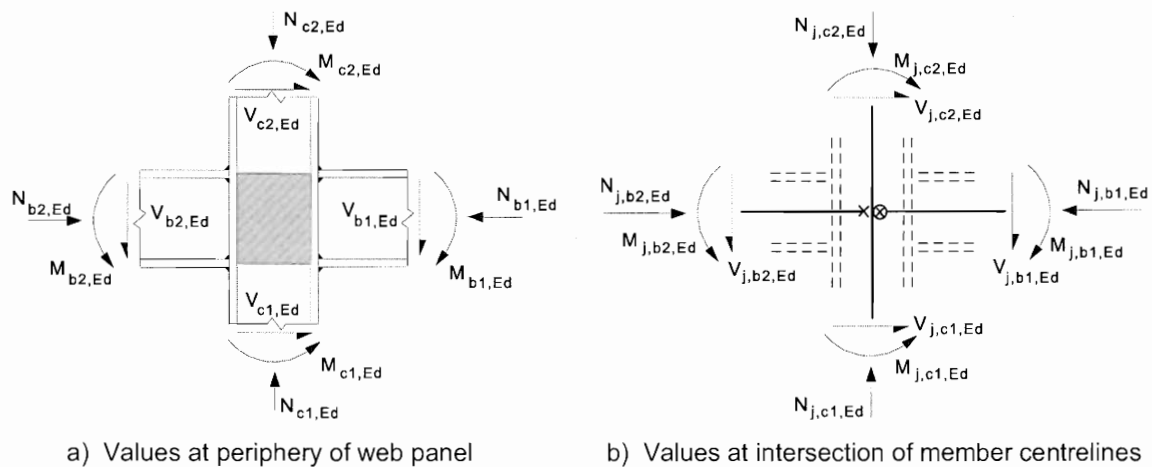 N c2,Ed
M c2,Ed
V c2,Ed
N b2,Ed
V b2,Ed
V b1,Ed
N b1,Ed
M b2,Ed
M b1,Ed
V c1,Ed
M c1,Ed
N c1,Ed
a) Values at periphery of web panel
N j,c2,Ed
M j,c2,Ed
V j,c2,Ed
N j,b2,Ed
N j,b1,Ed
M j,b2,Ed
M j,b1,Ed
V j,b2,Ed
V j,b1,Ed
V j,c1,Ed
M j,c1,Ed
N j,c1,Ed
b) Values at intersection of member centrelines